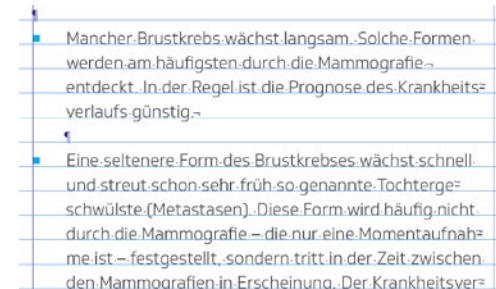 Mancher Brustkrebs wächst langsam. Solche Formen
werden am häufigsten durch die Mammografie
entdeckt. In der Regel ist die Prognose des Krankheits-
verlaufs günstig.
Eine seltenere Form des Brustkrebses wächst schnell
und streut schon sehr früh so genannte Tochterge-
schwülste (Metastasen). Diese Form wird häufig nicht
durch die Mammografie – die nur eine Momentaufnah-
me ist – festgestellt, sondern tritt in der Zeit zwischen
den Mammografien in Erscheinung. Der Krankheitsver-